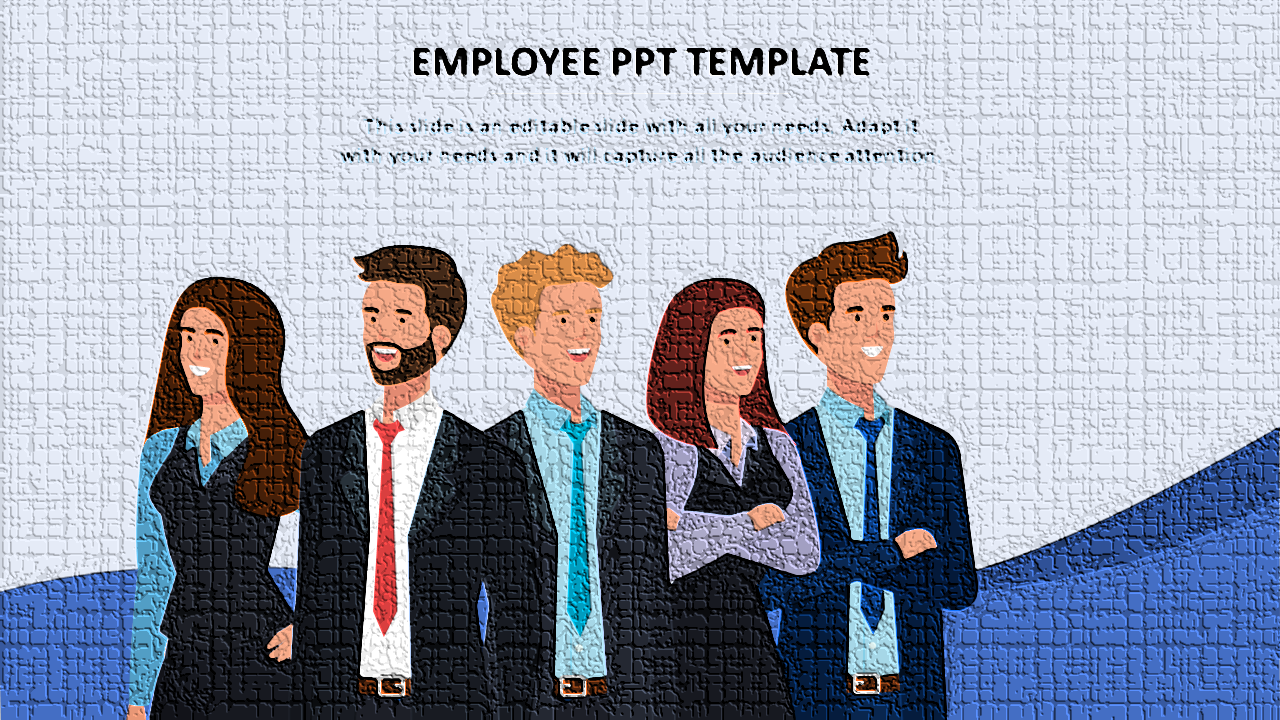 EMPLOYEE PPT TEMPLATE
This slide is an editable slide with all your needs. Adapt it
with your needs and it will capture all the audience attention.